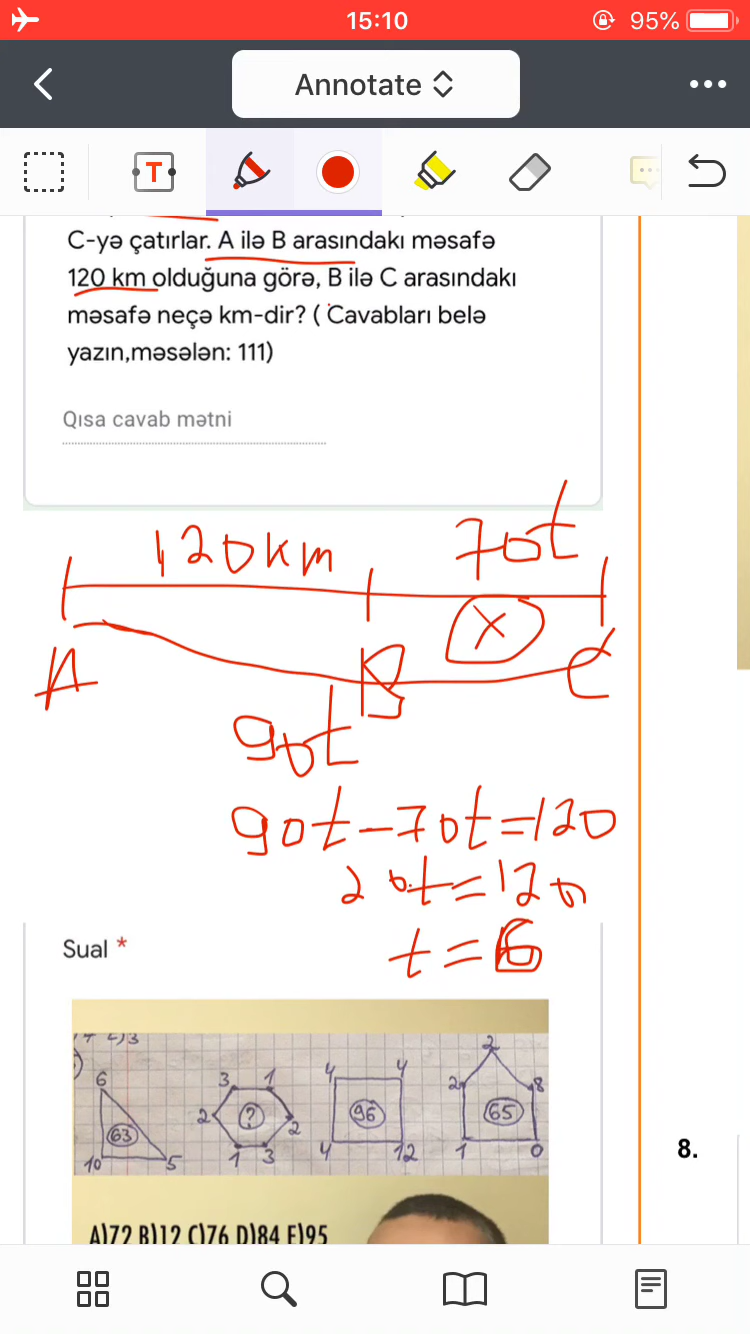 15:10
95%
Annotate
T
C-yə çatırlar. A ilə B arasındakı məsafə
120 km olduğuna görə, B ilə C arasındakı
məsafə neçə km-dir? ( Cavabları belə
yazın,məsələn: 111)
Qısa cavab mətni
120km 70t
X
A B C
90t
90t-70t=120
20t=120
t=6
Sual *
6 3 1 4 4 2
2 8
63 2 ? 2 96 65
10 5 1 3 4 12 1 0
8.
A)72 B)12 C)76 D)84 E)95